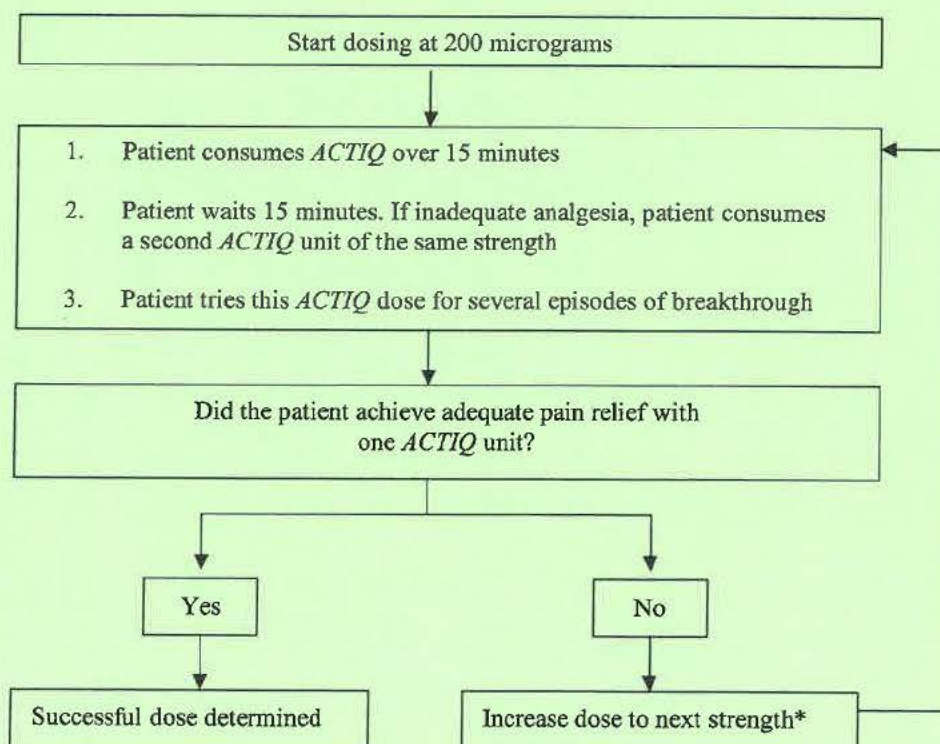 Start dosing at 200 micrograms
1. Patient consumes ACTIQ over 15 minutes
2. Patient waits 15 minutes. If inadequate analgesia, patient consumes
a second ACTIQ unit of the same strength
3. Patient tries this ACTIQ dose for several episodes of breakthrough
Did the patient achieve adequate pain relief with
one ACTIQ unit?
Yes
No
Successful dose determined
Increase dose to next strength*